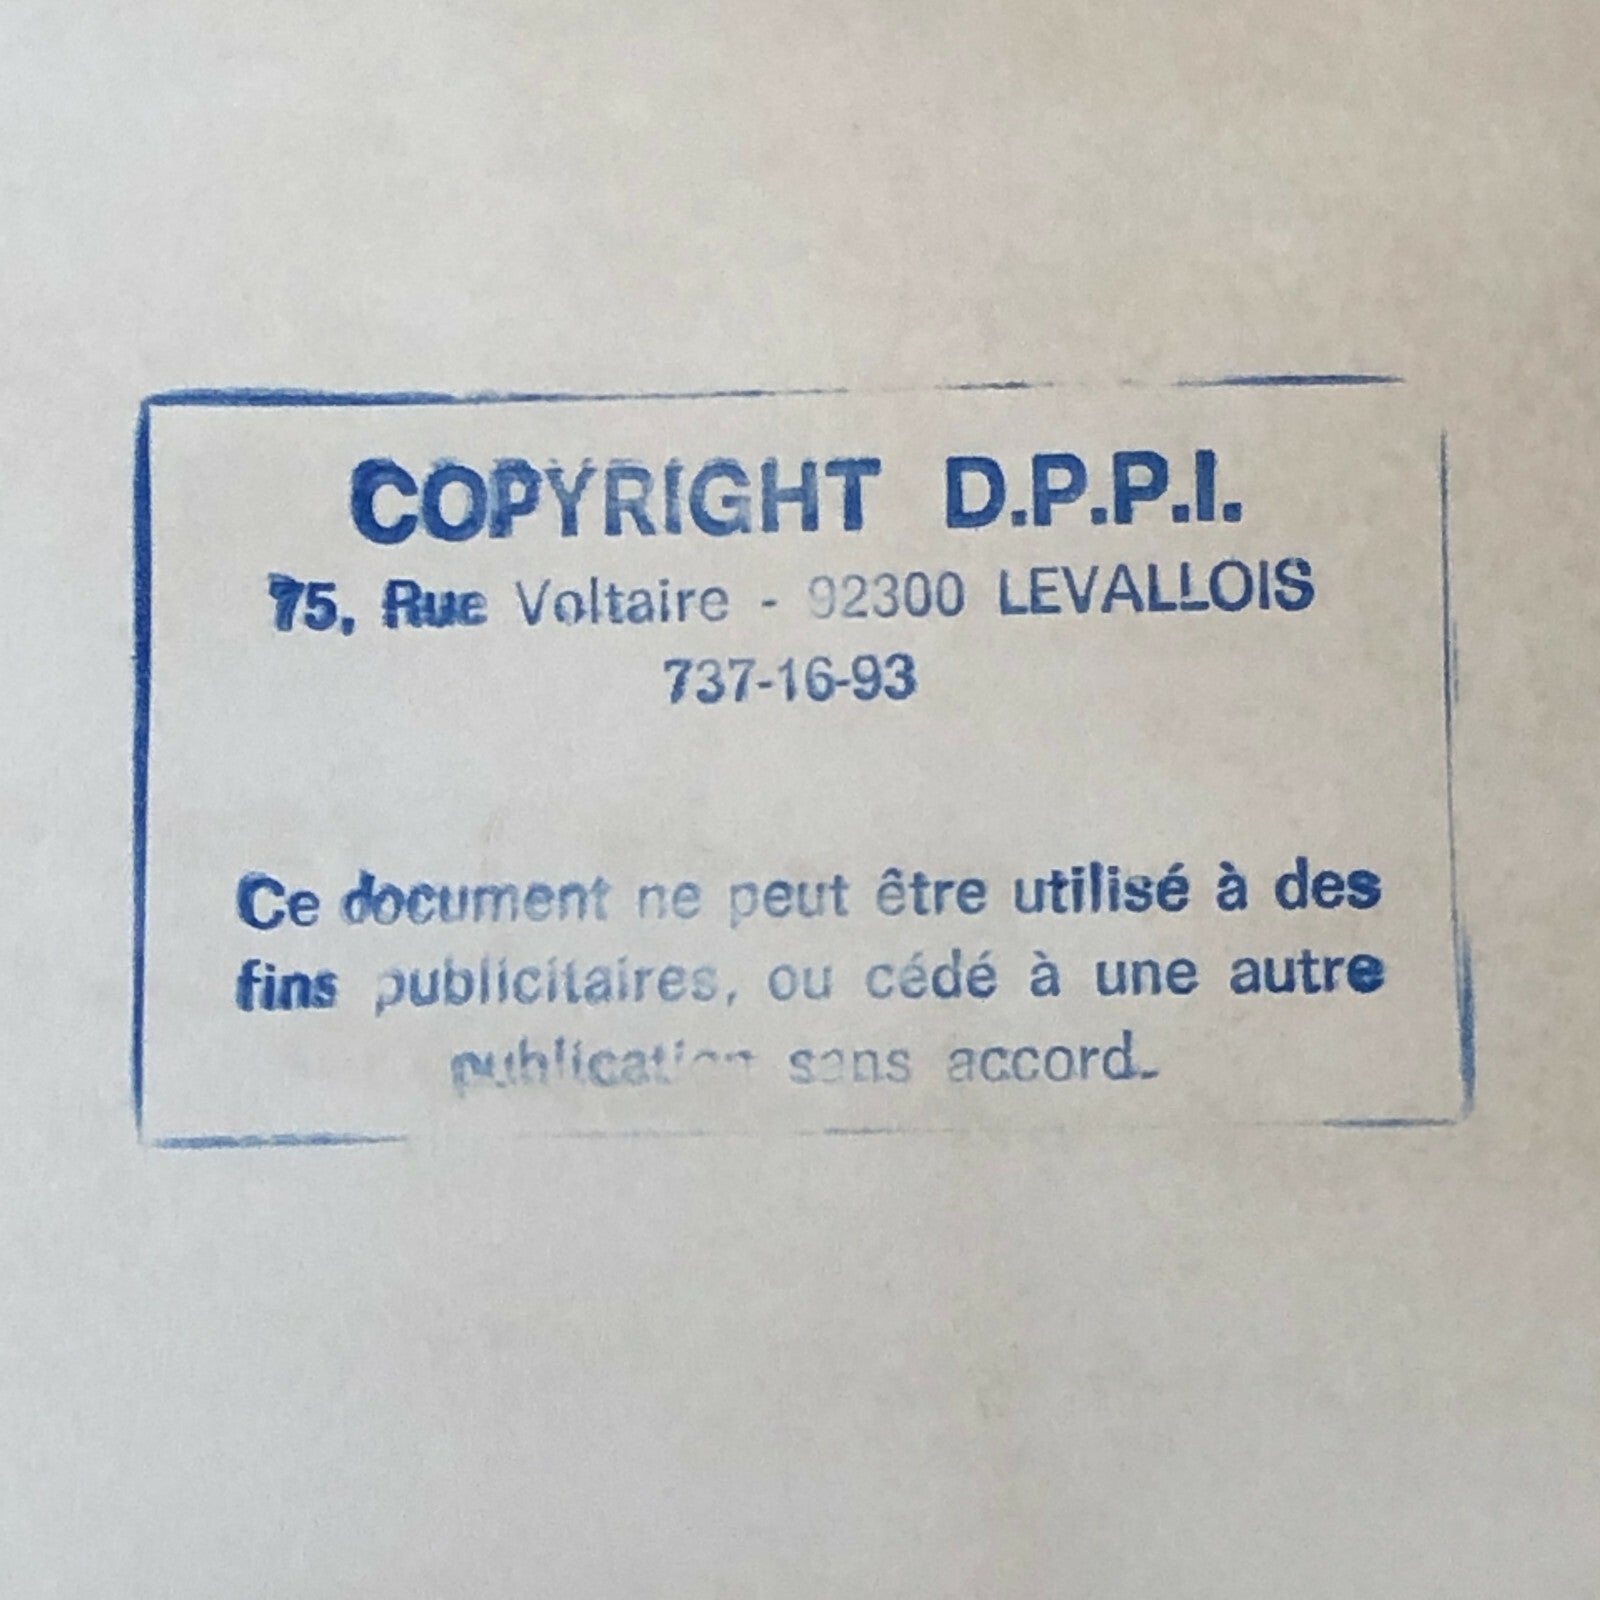 COPYRIGHT D.P.P.I.
75, Rue Voltaire - 92300 LEVALLOIS
737-16-93
Ce document ne peut être utilisé à des
fins publicitaires, ou cédé à une autre
publication sans accord.